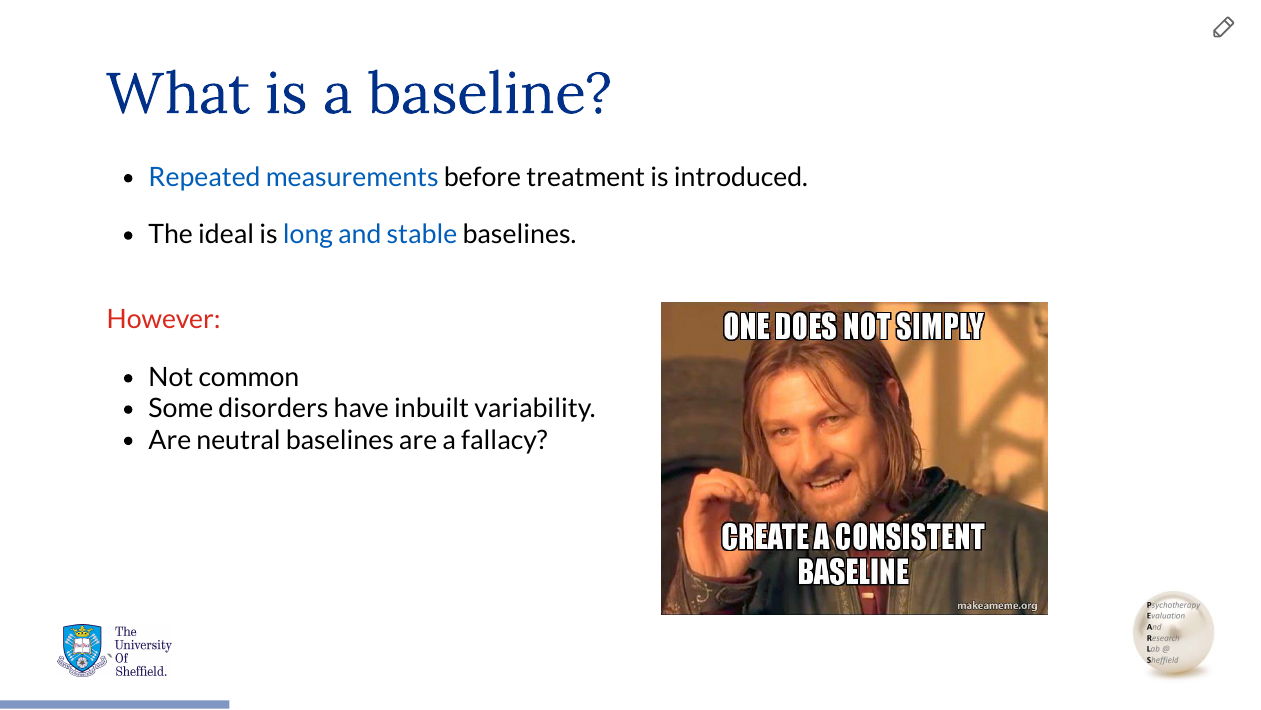 What is a baseline?
• Repeated measurements before treatment is introduced.
• The ideal is long and stable baselines.
However:
• Not common
• Some disorders have inbuilt variability.
• Are neutral baselines are a fallacy?
ONE DOES NOT SIMPLY
CREATE A CONSISTENT
BASELINE
makeameme.org
The
University
Of
Sheffield.
Psychotherapy
Evaluation
And
Research
Lab @
Sheffield